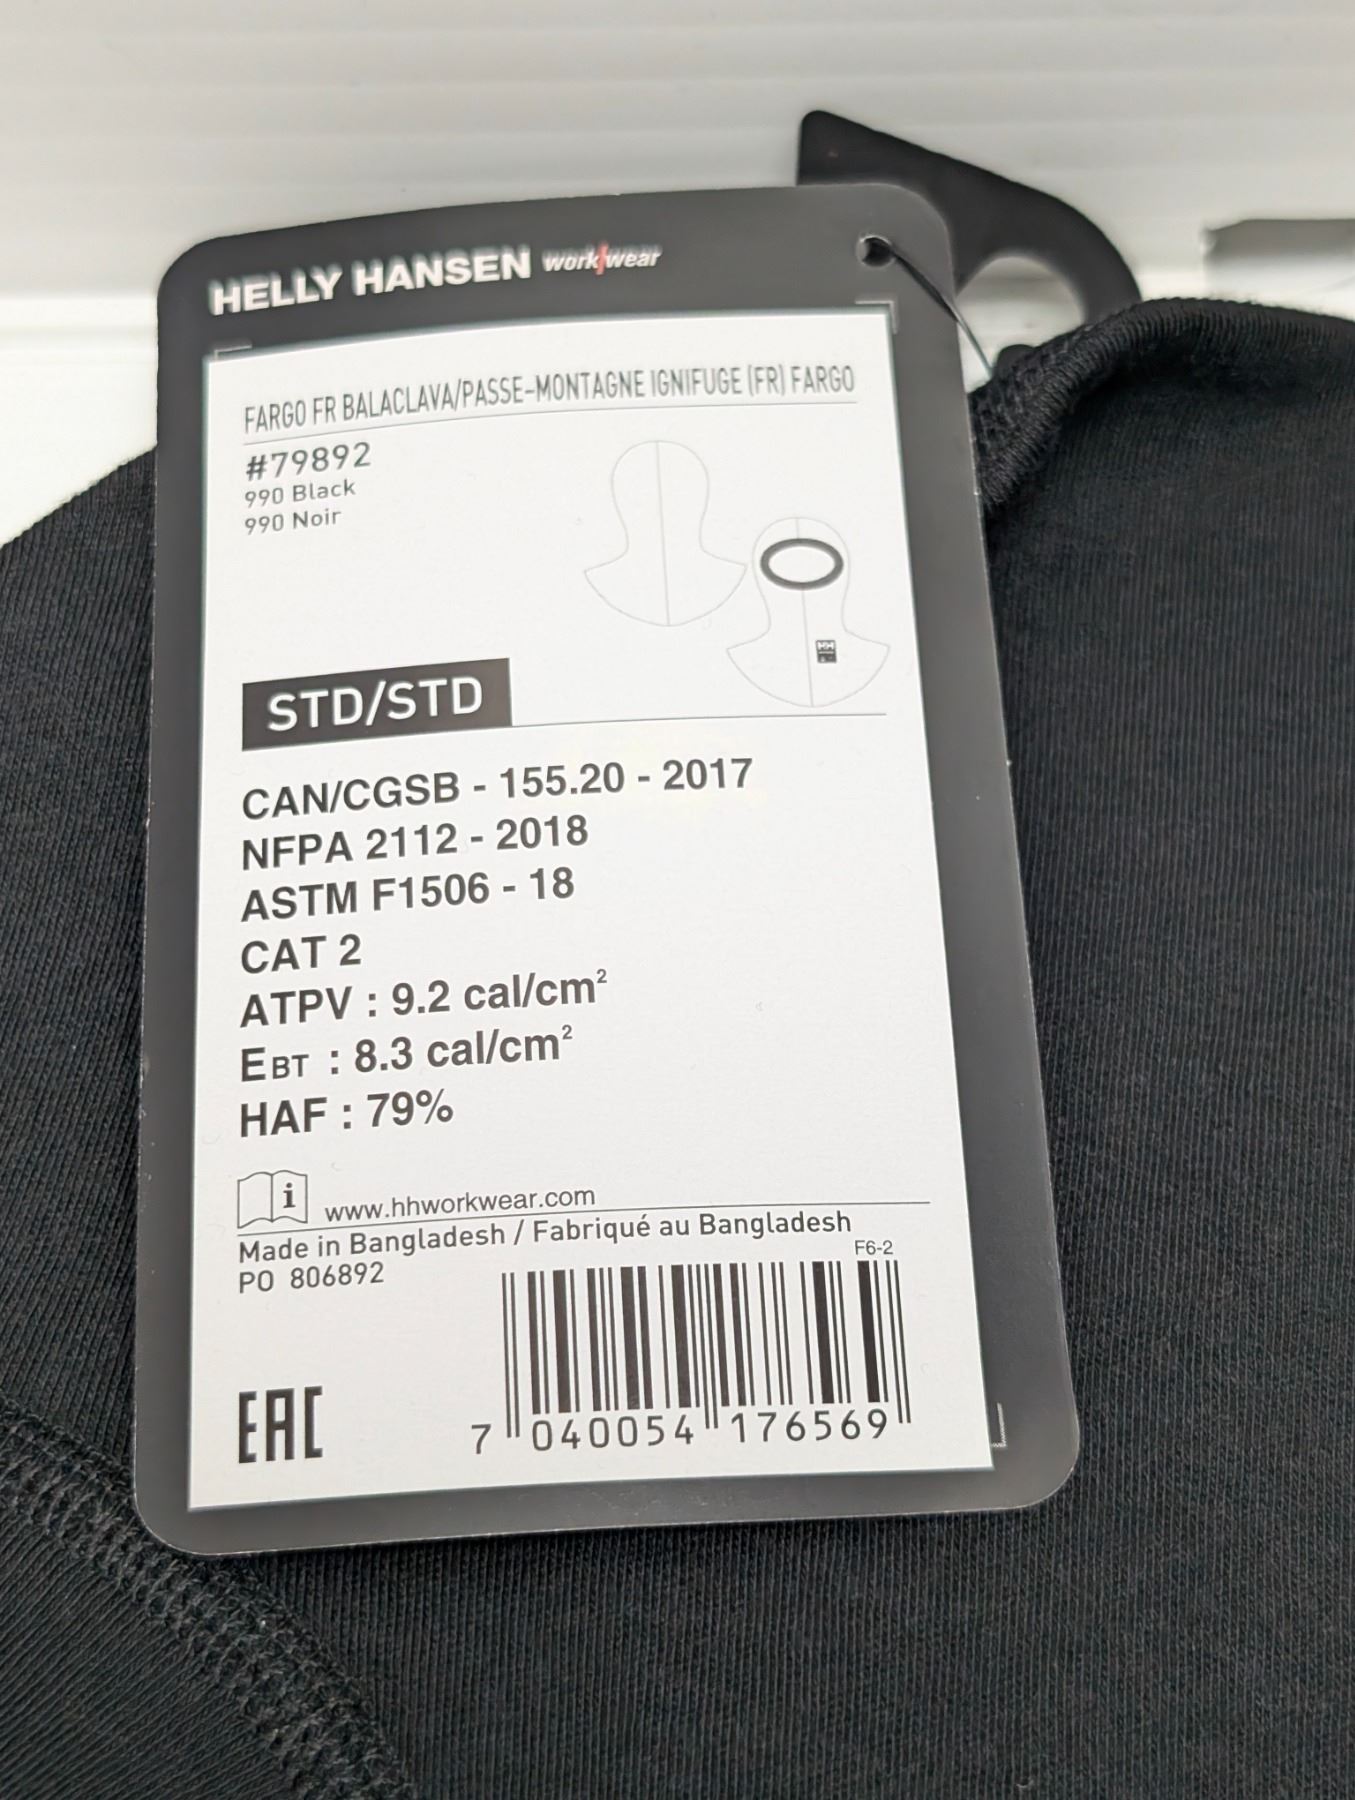 HELLY HANSEN work/wear
FARGO FR BALACLAVA/PASSE-MONTAGNE IGNIFUGE (FR) FARGO
#79892
990 Black
990 Noir
HH
STD/STD
CAN/CGSB - 155.20 - 2017
NFPA 2112 - 2018
ASTM F1506 - 18
CAT 2
ATPV : 9.2 cal/cm²
EBT : 8.3 cal/cm²
HAF : 79%
i www.hhworkwear.com
Made in Bangladesh / Fabriqué au Bangladesh
F6-2
PO 806892
EAC
7 040054 176569